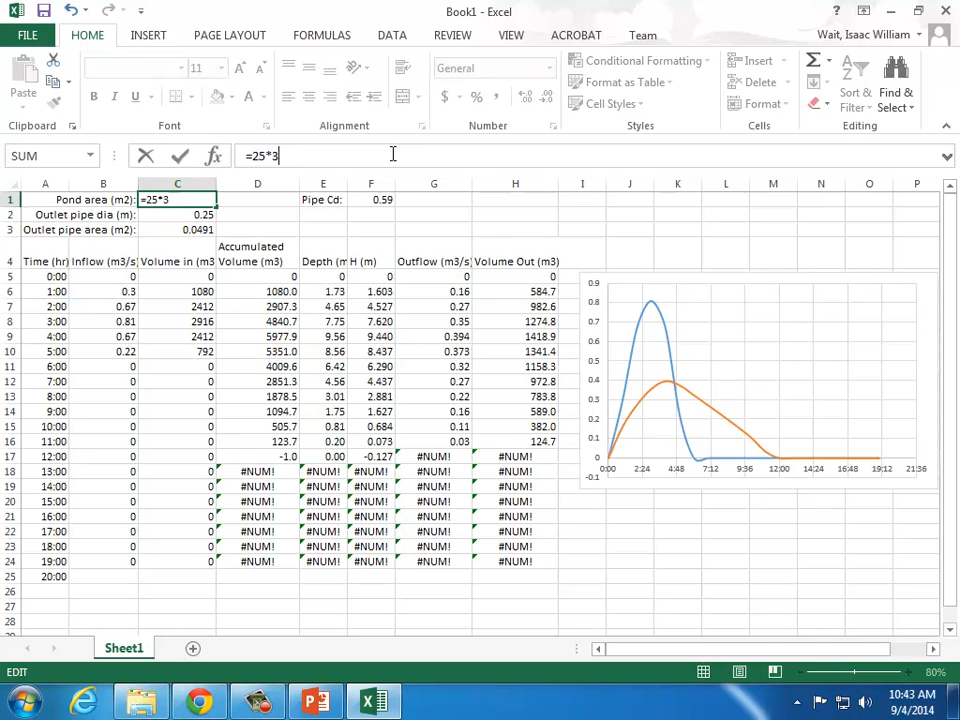 Book1 - Excel
FILE HOME INSERT PAGE LAYOUT FORMULAS DATA REVIEW VIEW ACROBAT Team Wait, Isaac William
Paste 11 General Conditional Formatting Insert Sort & Find &
Format as Table Delete Filter Select
Cell Styles Format
Clipboard Font Alignment Number Styles Cells Editing
SUM =25*3
A B C D E F G H I J K L M N O P
1 Pond area (m2): =25*3 Pipe Cd: 0.59
2 Outlet pipe dia (m): 0.25
3 Outlet pipe area (m2): 0.0491
Accumulated
4 Time (hr) Inflow (m3/s) Volume in (m3 Volume (m3) Depth (m H (m) Outflow (m3/s) Volume Out (m3)
5 0:00 0 0 0 0 0 0 0
6 1:00 0.3 1080 1080.0 1.73 1.603 0.16 584.7
7 2:00 0.67 2412 2907.3 4.65 4.527 0.27 982.6
8 3:00 0.81 2916 4840.7 7.75 7.620 0.35 1274.8
9 4:00 0.67 2412 5977.9 9.56 9.440 0.394 1418.9
10 5:00 0.22 792 5351.0 8.56 8.437 0.373 1341.4
11 6:00 0 0 4009.6 6.42 6.290 0.32 1158.3
12 7:00 0 0 2851.3 4.56 4.437 0.27 972.8
13 8:00 0 0 1878.5 3.01 2.881 0.22 783.8
14 9:00 0 0 1094.7 1.75 1.627 0.16 589.0
15 10:00 0 0 505.7 0.81 0.684 0.11 382.0
16 11:00 0 0 123.7 0.20 0.073 0.03 124.7
17 12:00 0 0 -1.0 0.00 -0.127 #NUM! #NUM!
18 13:00 0 0 #NUM! #NUM! #NUM! #NUM! #NUM!
19 14:00 0 0 #NUM! #NUM! #NUM! #NUM! #NUM!
20 15:00 0 0 #NUM! #NUM! #NUM! #NUM! #NUM!
21 16:00 0 0 #NUM! #NUM! #NUM! #NUM! #NUM!
22 17:00 0 0 #NUM! #NUM! #NUM! #NUM! #NUM!
23 18:00 0 0 #NUM! #NUM! #NUM! #NUM! #NUM!
24 19:00 0 0 #NUM! #NUM! #NUM! #NUM! #NUM!
25 20:00
26
27
28
0.9
0.8
0.7
0.6
0.5
0.4
0.3
0.2
0.1
0
-0.1
0:00 2:24 4:48 7:12 9:36 12:00 14:24 16:48 19:12 21:36
Sheet1
EDIT 80%
10:43 AM
9/4/2014